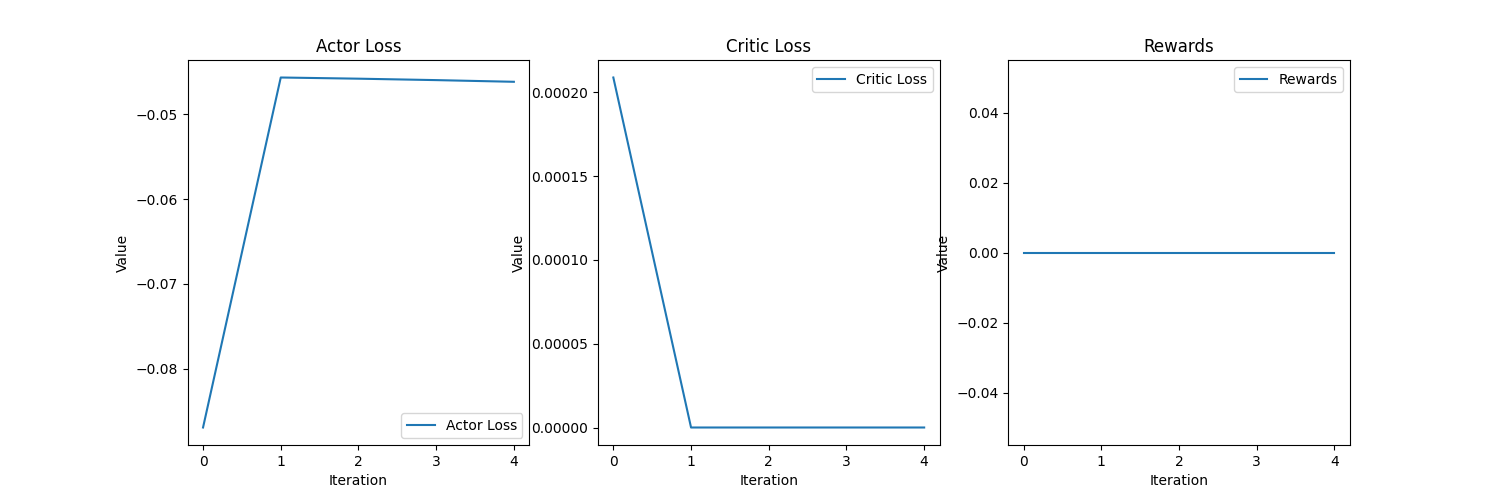 Actor Loss
−0.05
−0.06
−0.07
−0.08
Value
Actor Loss
0 1 2 3 4
Iteration
Critic Loss
Critic Loss
0.00020
0.00015
0.00010
0.00005
0.00000
Value
0 1 2 3 4
Iteration
Rewards
Rewards
0.04
0.02
0.00
−0.02
−0.04
Value
0 1 2 3 4
Iteration